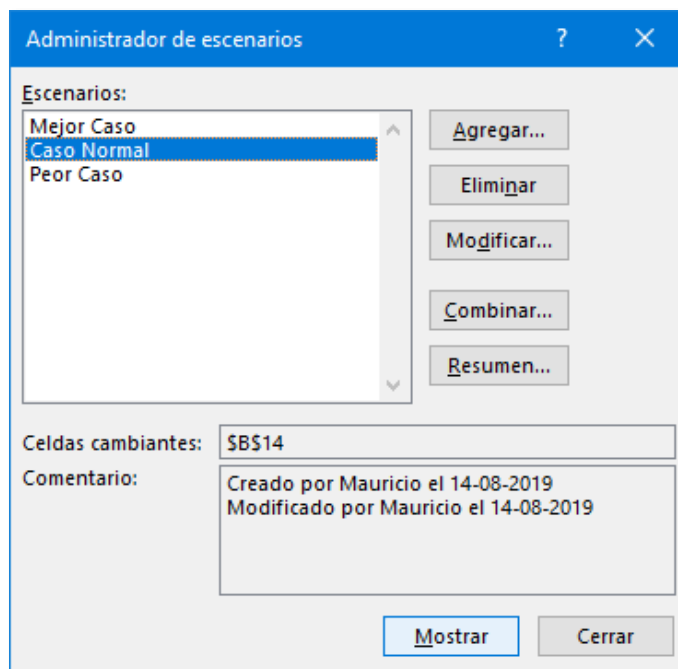 Administrador de escenarios ?
Escenarios:
Mejor Caso
Caso Normal
Peor Caso
Agregar...
Eliminar
Modificar...
Combinar...
Resumen...
Celdas cambiantes: $B$14
Comentario: Creado por Mauricio el 14-08-2019
Modificado por Mauricio el 14-08-2019
Mostrar Cerrar